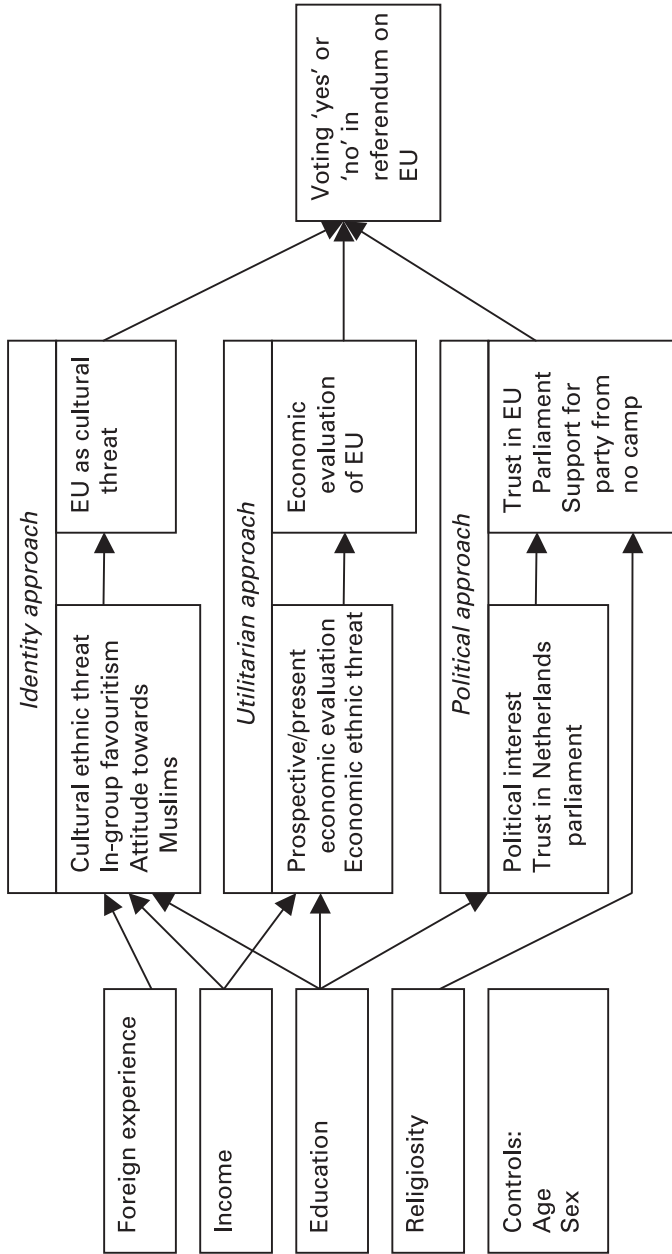 Foreign experience
Income
Education
Religiosity
Controls:
Age
Sex
Identity approach
Cultural ethnic threat
In-group favouritism
Attitude towards
Muslims
EU as cultural
threat
Utilitarian approach
Prospective/present
economic evaluation
Economic ethnic threat
Economic
evaluation
of EU
Political approach
Political interest
Trust in Netherlands
parliament
Trust in EU
Parliament
Support for
party from
no camp
Voting ‘yes’ or
‘no’ in
referendum on
EU